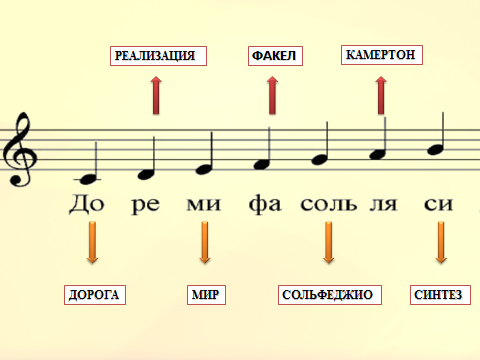 РЕАЛИЗАЦИЯ ФАКЕЛ КАМЕРТОН
До ре ми фа соль ля си
ДОРОГА МИР СОЛЬФЕДЖИО СИНТЕЗ